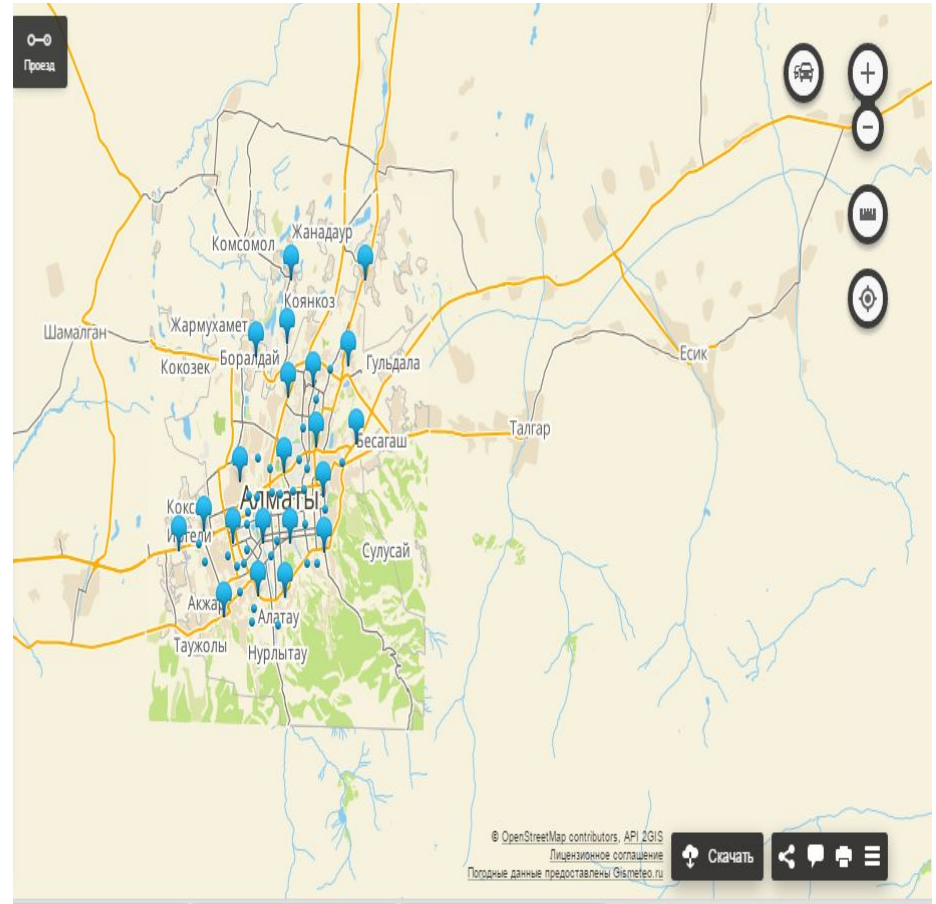 Проезд
Жанадаур
Комсомол
Коянкоз
Жармухамет
Шамалган
Боралдай
Кокозек
Гульдала
Есик
Талгар
Бесагаш
Алматы
Сулусай
Алатау
Таужолы
Нурлытау
© OpenStreetMap contributors, API 2GIS
Лицензионное соглашение
Погодные данные предоставлены Gismeteo.ru
Скачать